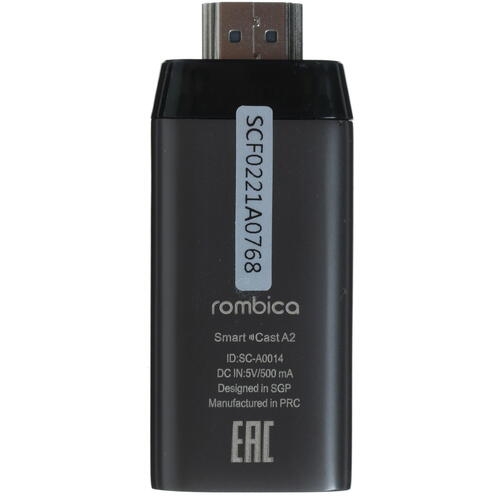 SCF0221A0768
rombica
Smart Cast A2
ID:SC-A0014
DC IN:5V/500 mA
Designed in SGP
Manufactured in PRC
EAC